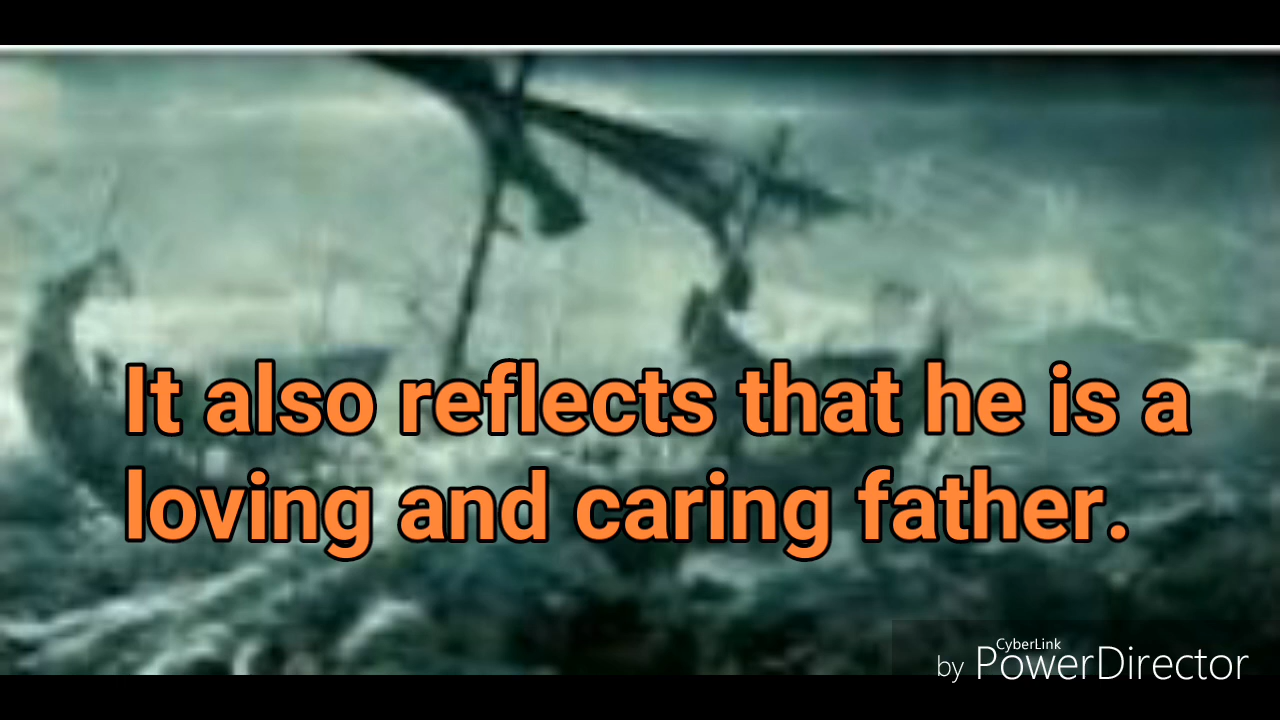 It also reflects that he is a
loving and caring father.
CyberLink
by PowerDirector